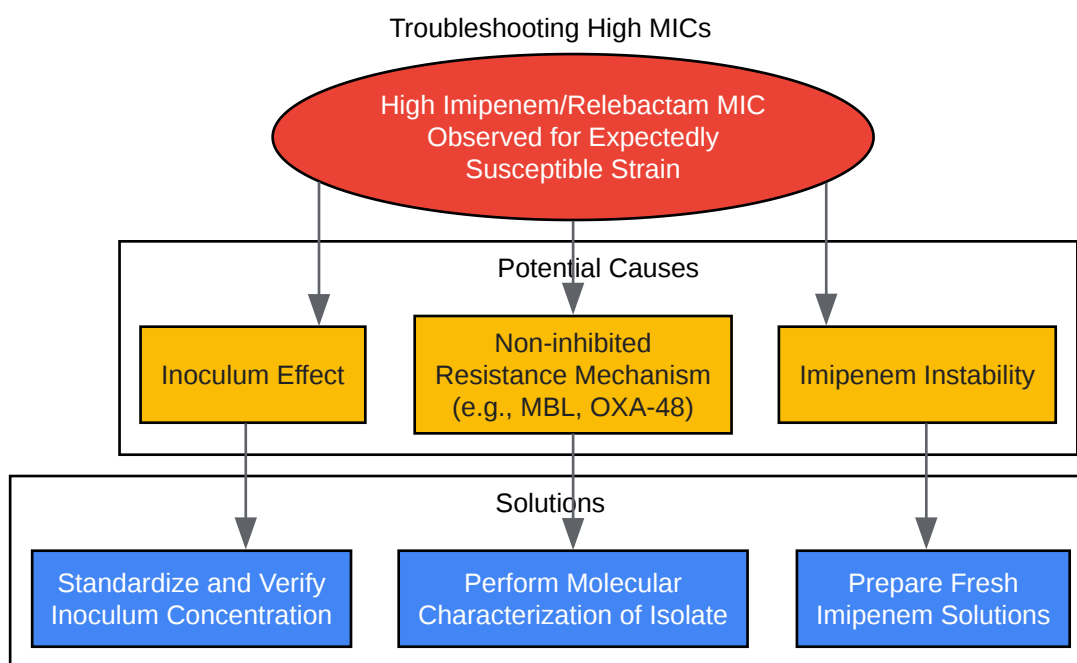 Troubleshooting High MICs
High Imipenem/Relebactam MIC
Observed for Expectedly
Susceptible Strain
Potential Causes
Inoculum Effect
Non-inhibited
Resistance Mechanism
(e.g., MBL, OXA-48)
Imipenem Instability
Solutions
Standardize and Verify
Inoculum Concentration
Perform Molecular
Characterization of Isolate
Prepare Fresh
Imipenem Solutions